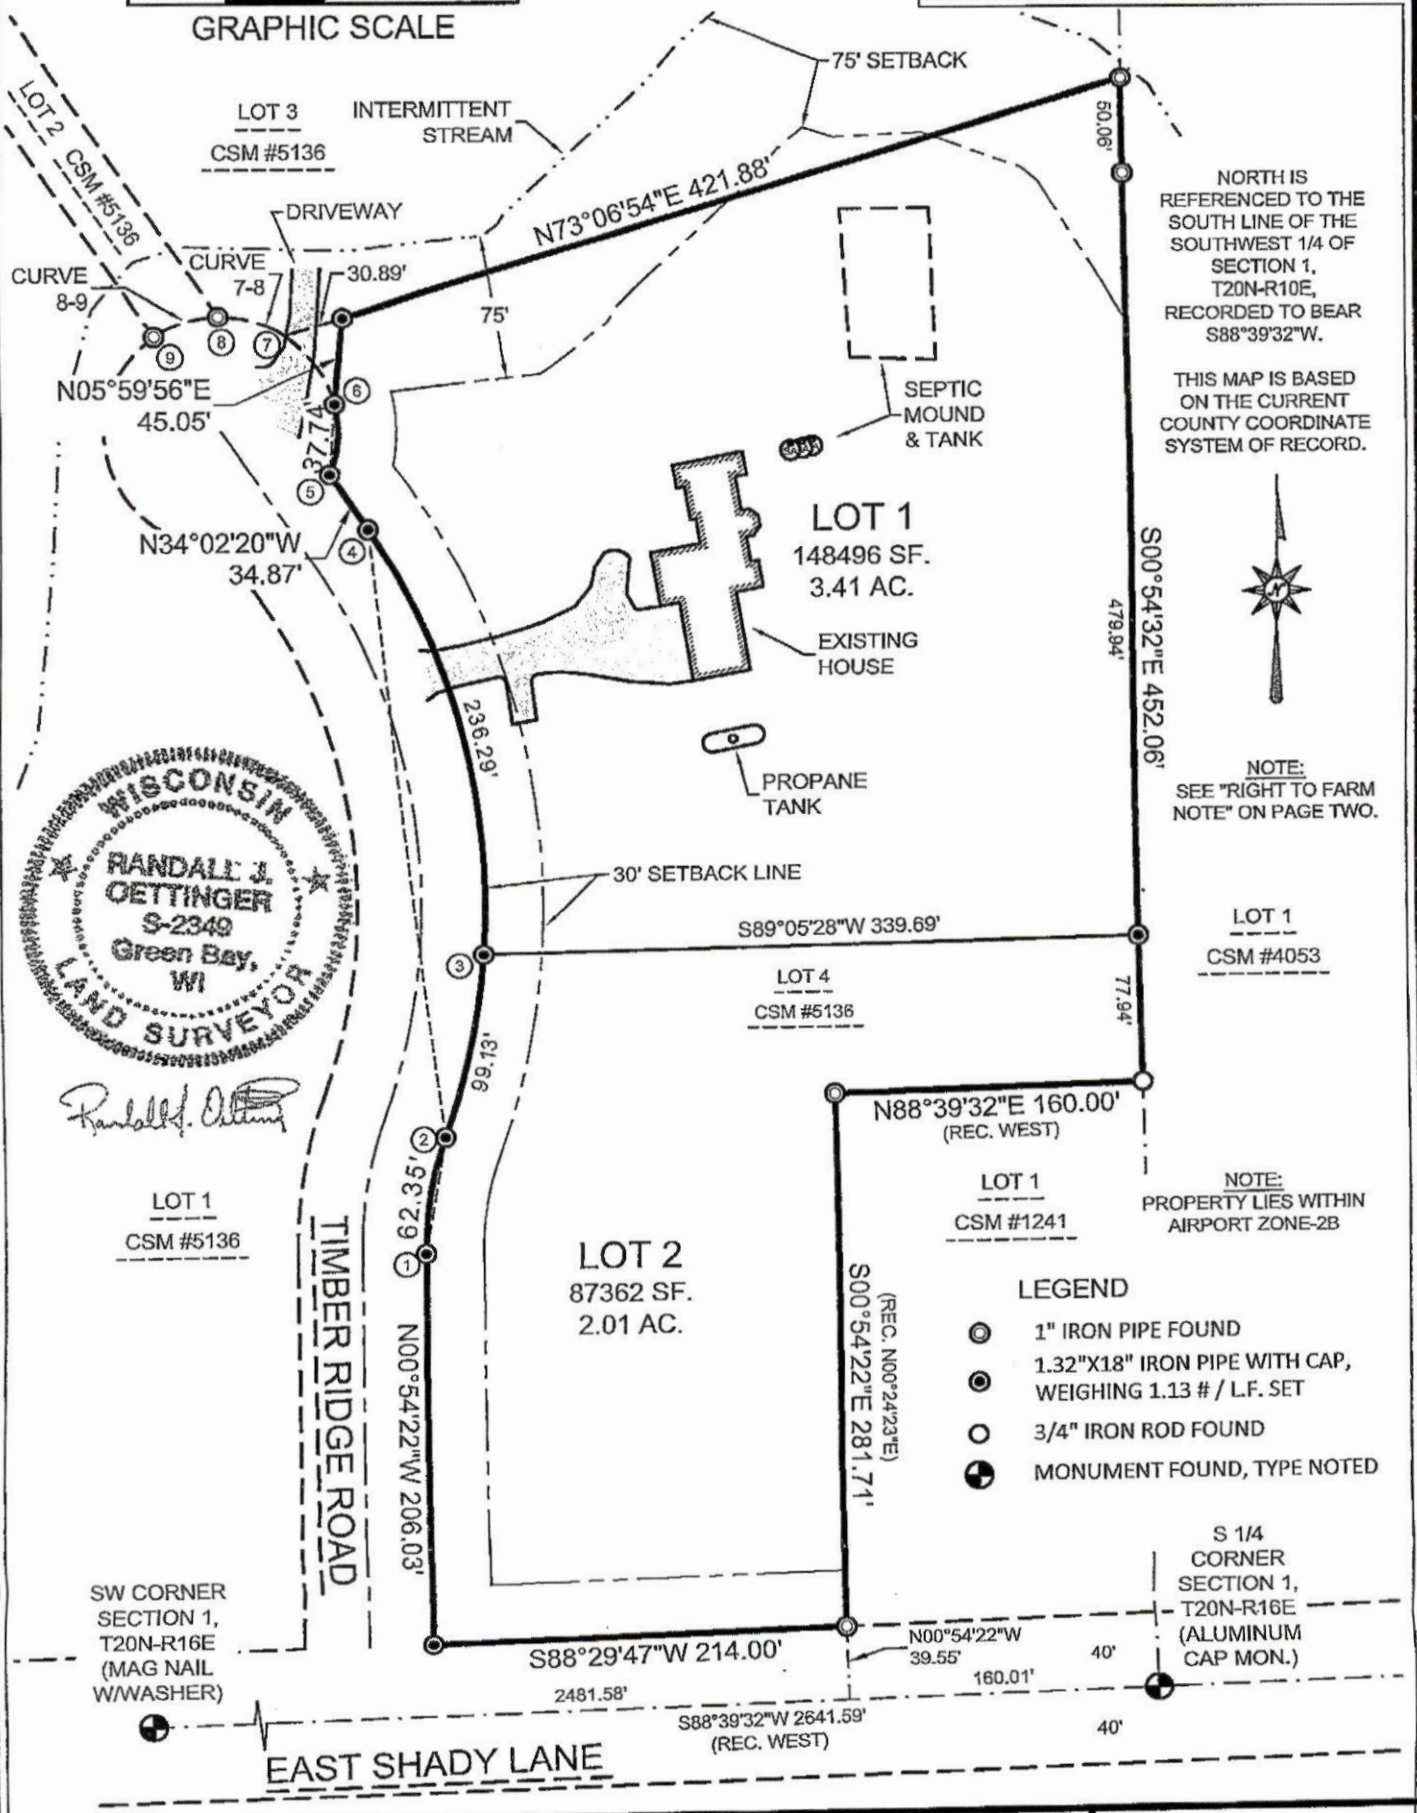 GRAPHIC SCALE
75' SETBACK
LOT 3
CSM #5136
INTERMITTENT
STREAM
LOT 2 CSM #5136
50.06'
N73°06'54"E 421.88'
NORTH IS
REFERENCED TO THE
SOUTH LINE OF THE
SOUTHWEST 1/4 OF
SECTION 1,
T20N-R10E,
RECORDED TO BEAR
S88°39'32"W.
DRIVEWAY
CURVE
7-8
30.89'
CURVE
8-9
75'
9
8
7
N05°59'56"E
45.05'
6
THIS MAP IS BASED
ON THE CURRENT
COUNTY COORDINATE
SYSTEM OF RECORD.
SEPTIC
MOUND
& TANK
37.74'
5
N34°02'20"W
34.87'
4
LOT 1
148496 SF.
3.41 AC.
N
S00°54'32"E 452.06'
479.94'
EXISTING
HOUSE
236.29'
PROPANE
TANK
NOTE:
SEE "RIGHT TO FARM
NOTE" ON PAGE TWO.
WISCONSIN
RANDALL J.
OETTINGER
S-2349
Green Bay,
WI
LAND SURVEYOR
30' SETBACK LINE
S89°05'28"W 339.69'
LOT 1
CSM #4053
3
LOT 4
CSM #5136
77.94'
99.13'
N88°39'32"E 160.00'
(REC. WEST)
2
62.35'
1
LOT 1
CSM #5136
LOT 1
CSM #1241
NOTE:
PROPERTY LIES WITHIN
AIRPORT ZONE-2B
TIMBER RIDGE ROAD
LOT 2
87362 SF.
2.01 AC.
N00°54'22"W 206.03'
S00°54'22"E 281.71'
(REC. N00°24'23"E)
LEGEND
1" IRON PIPE FOUND
1.32"X18" IRON PIPE WITH CAP,
WEIGHING 1.13 # / L.F. SET
3/4" IRON ROD FOUND
MONUMENT FOUND, TYPE NOTED
SW CORNER
SECTION 1,
T20N-R16E
(MAG NAIL
W/WASHER)
S 1/4
CORNER
SECTION 1,
T20N-R16E
(ALUMINUM
CAP MON.)
S88°29'47"W 214.00'
N00°54'22"W
39.55'
40'
160.01'
2481.58'
S88°39'32"W 2641.59'
(REC. WEST)
40'
EAST SHADY LANE